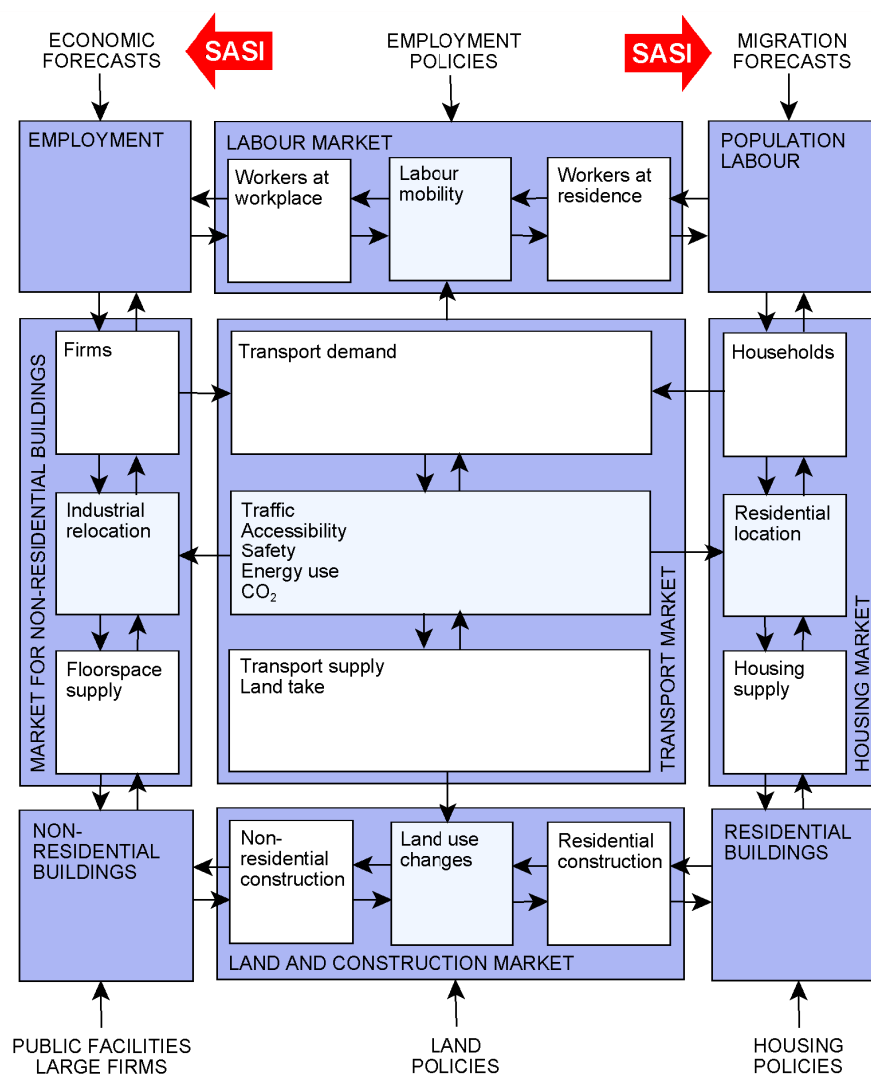 ECONOMIC
FORECASTS
SASI
EMPLOYMENT
POLICIES
SASI
MIGRATION
FORECASTS
EMPLOYMENT
LABOUR MARKET
POPULATION
LABOUR
Workers at
workplace
Labour
mobility
Workers at
residence
MARKET FOR NON-RESIDENTIAL BUILDINGS
Firms
Transport demand
Households
Industrial
relocation
Traffic
Accessibility
Safety
Energy use
CO₂
Residential
location
TRANSPORT MARKET
HOUSING MARKET
Floorspace
supply
Transport supply
Land take
Housing
supply
NON-
RESIDENTIAL
BUILDINGS
Non-
residential
construction
Land use
changes
Residential
construction
RESIDENTIAL
BUILDINGS
LAND AND CONSTRUCTION MARKET
PUBLIC FACILITIES
LARGE FIRMS
LAND
POLICIES
HOUSING
POLICIES